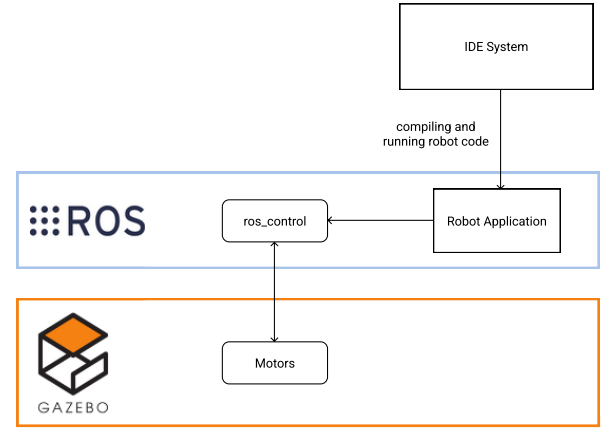 IDE System
compiling and
running robot code
ROS
ros_control
Robot Application
Motors
GAZEBO